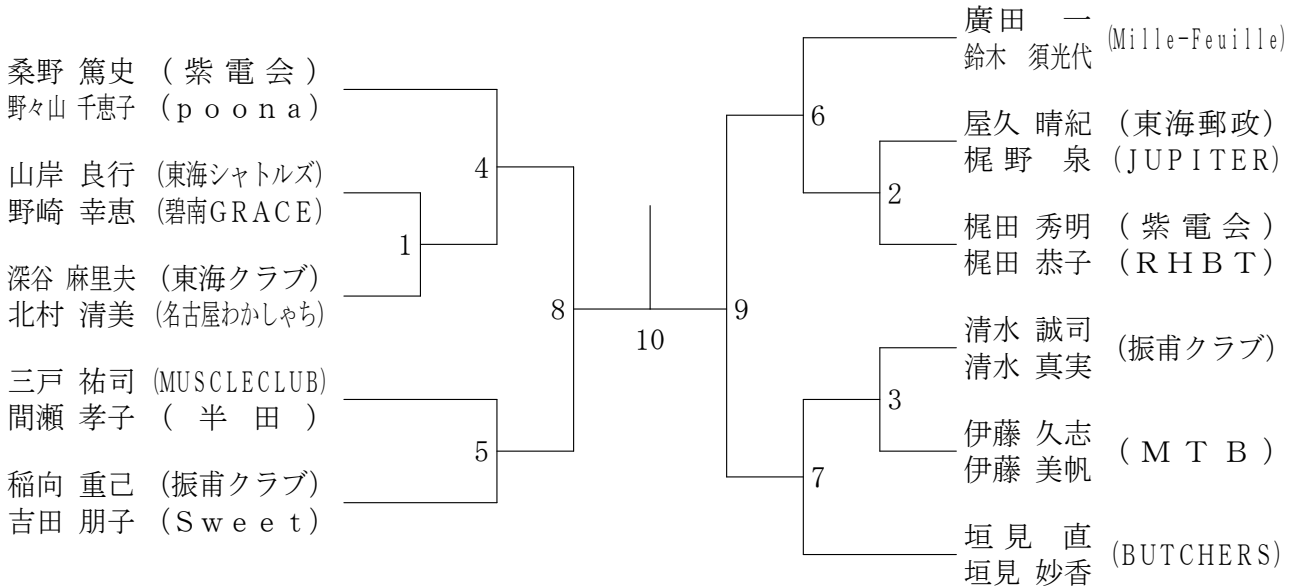 桑野 篤史 (紫電会)
野々山 千恵子 (poona)
山岸 良行 (東海シャトルズ)
野崎 幸恵 (碧南GRACE)
深谷 麻里夫 (東海クラブ)
北村 清美 (名古屋わかしゃち)
三戸 祐司 (MUSCLECLUB)
間瀬 孝子 (半田)
稲向 重己 (振甫クラブ)
吉田 朋子 (Sweet)
1
4
5
8
10
9
6
2
3
7
廣田 一 (Mille-Feuille)
鈴木 須光代
屋久 晴紀 (東海郵政)
梶野 泉 (JUPITER)
梶田 秀明 (紫電会)
梶田 恭子 (RHBT)
清水 誠司 (振甫クラブ)
清水 真実
伊藤 久志 (MTB)
伊藤 美帆
垣見 直 (BUTCHERS)
垣見 妙香